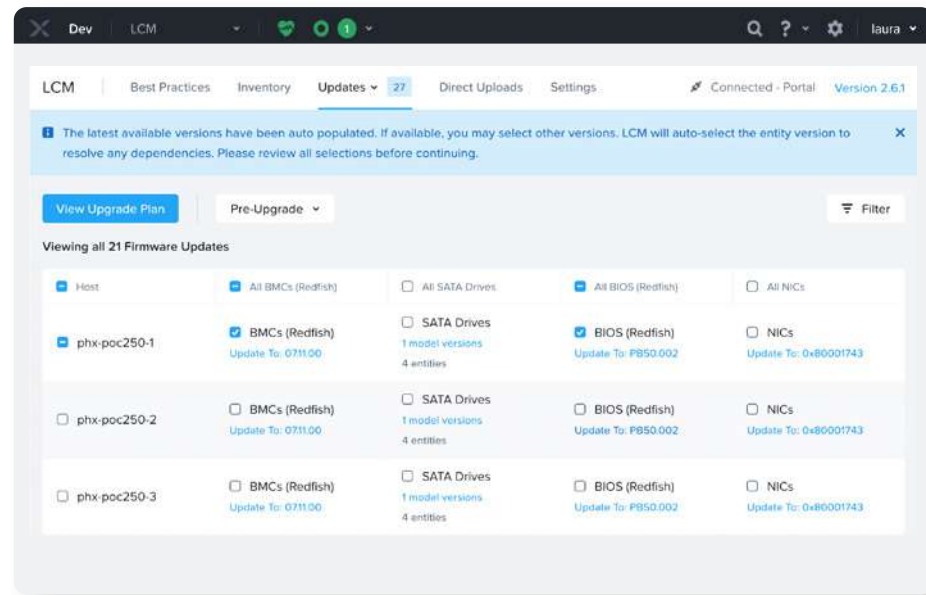 Dev LCM 1 ? laura
LCM Best Practices Inventory Updates 27 Direct Uploads Settings Connected - Portal Version 2.6.1
The latest available versions have been auto populated. If available, you may select other versions. LCM will auto-select the entity version to
resolve any dependencies. Please review all selections before continuing.
View Upgrade Plan Pre-Upgrade Filter
Viewing all 21 Firmware Updates
Host All BMCs (Redfish) All SATA Drives All BIOS (Redfish) All NICs
phx-poc250-1 BMCs (Redfish) SATA Drives BIOS (Redfish) NICs
Update To: 07.11.00 1 model versions Update To: PB50.002 Update To: 0x80001743
4 entities
phx-poc250-2 BMCs (Redfish) SATA Drives BIOS (Redfish) NICs
Update To: 07.11.00 1 model versions Update To: PB50.002 Update To: 0x80001743
4 entities
phx-poc250-3 BMCs (Redfish) SATA Drives BIOS (Redfish) NICs
Update To: 07.11.00 1 model versions Update To: PB50.002 Update To: 0x80001743
4 entities